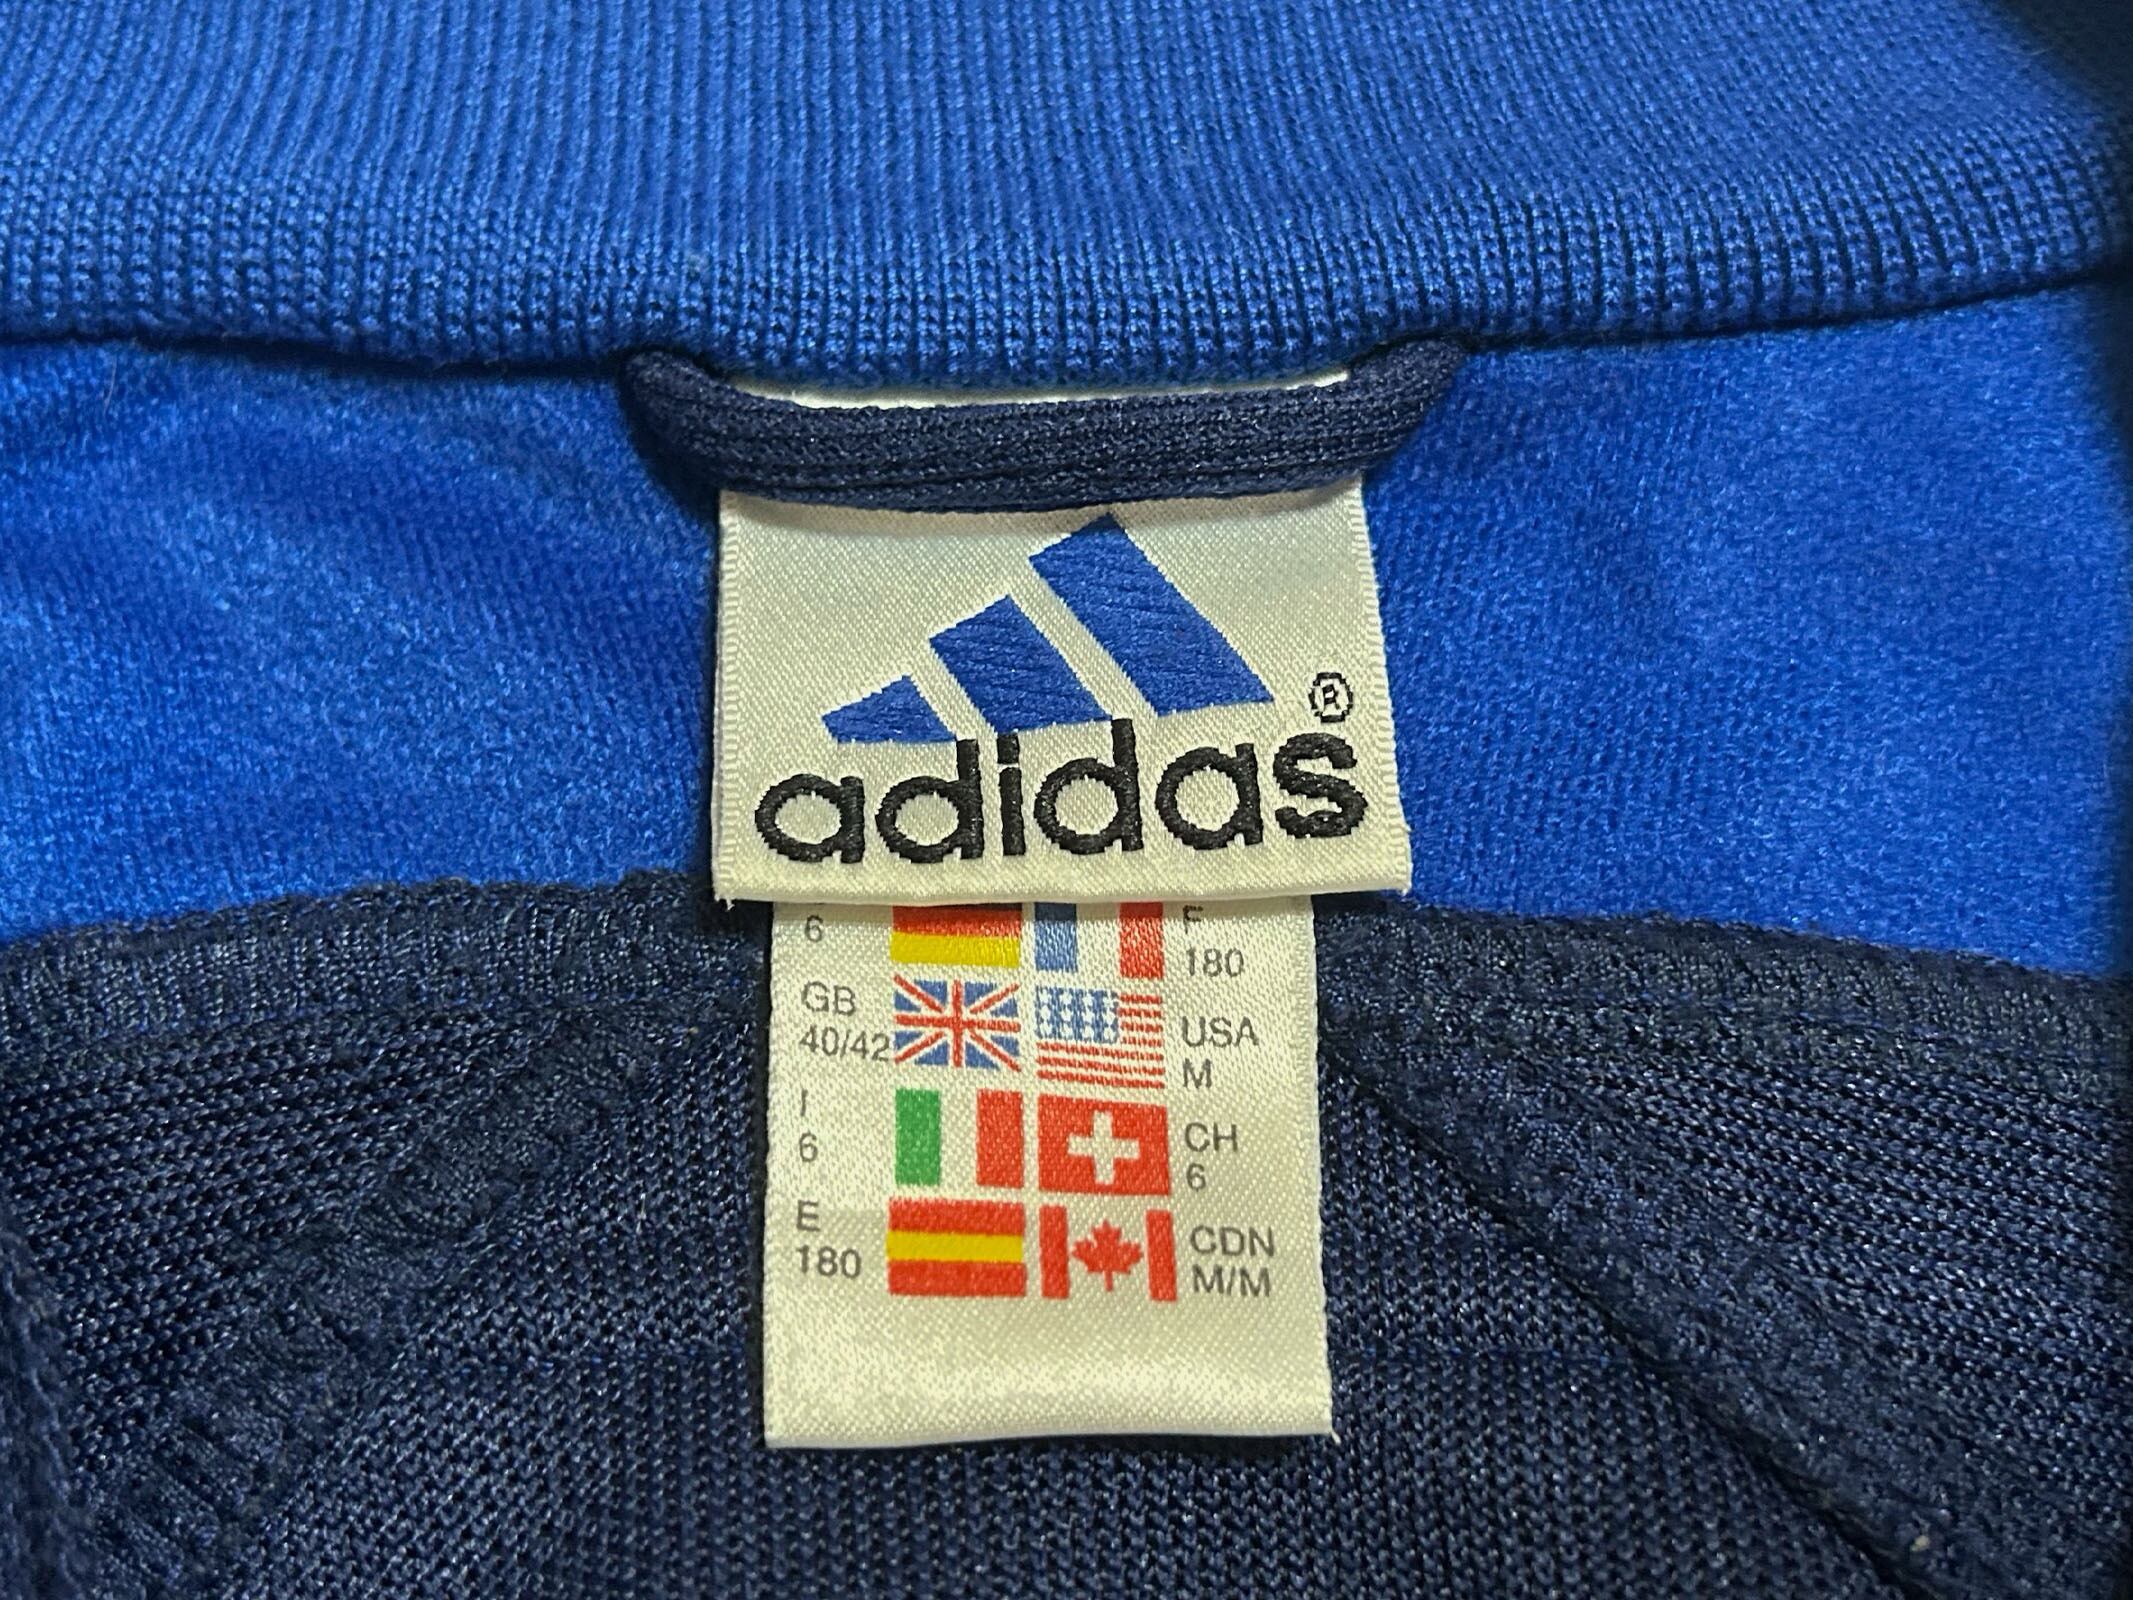 adidas®
6
F
180
GB
40/42
USA
M
I
6
CH
6
E
180
CDN
M/M